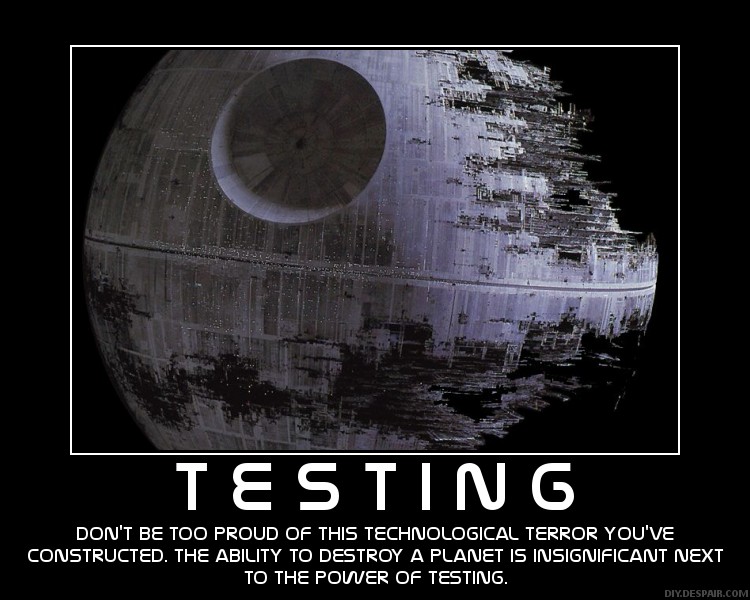 TESTING
DON'T BE TOO PROUD OF THIS TECHNOLOGICAL TERROR YOU'VE
CONSTRUCTED. THE ABILITY TO DESTROY A PLANET IS INSIGNIFICANT NEXT
TO THE POWER OF TESTING.
DIY.DESPAIR.COM